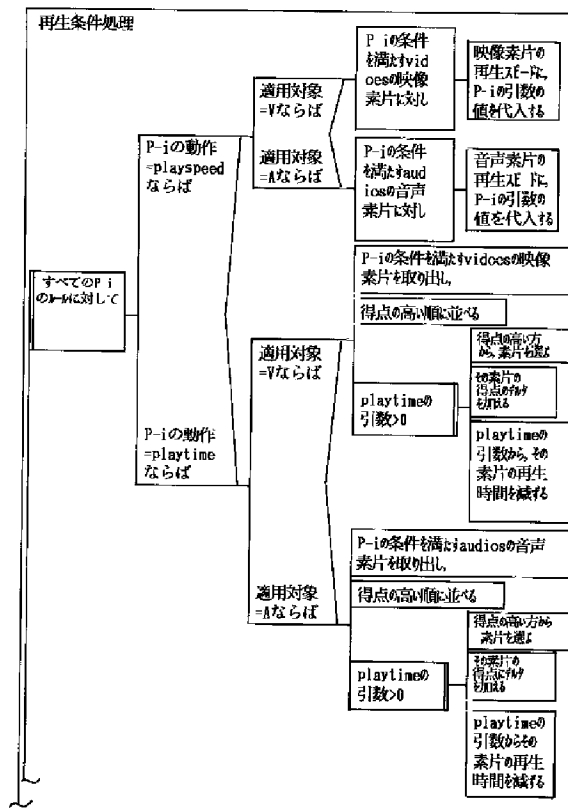 再生条件処理
すべてのP-i
のルールに対して
P-iの動作
=playspeed
ならば
適用対象
=Vならば
適用対象
=Aならば
P-iの条件
を満たすvid
oesの映像
素片に対し
映像素片の
再生スピードに,
P-iの引数の
値を代入する
P-iの条件
を満たすaud
iosの音声
素片に対し
音声素片の
再生スピードに,
P-iの引数の
値を代入する
P-iの動作
=playtime
ならば
適用対象
=Vならば
P-iの条件を満たすvidoesの映像
素片を取り出し,
得点の高い順に並べる
playtimeの
引数>0
得点の高い方
から, 素片を選ぶ
その素片の
得点にデルタ
を加える
playtimeの
引数から, その
素片の再生
時間を減ずる
適用対象
=Aならば
P-iの条件を満たすaudiosの音声
素片を取り出し,
得点の高い順に並べる
playtimeの
引数>0
得点の高い方から
素片を選ぶ
その素片の
得点にデルタ
を加える
playtimeの
引数からその
素片の再生
時間を減ずる